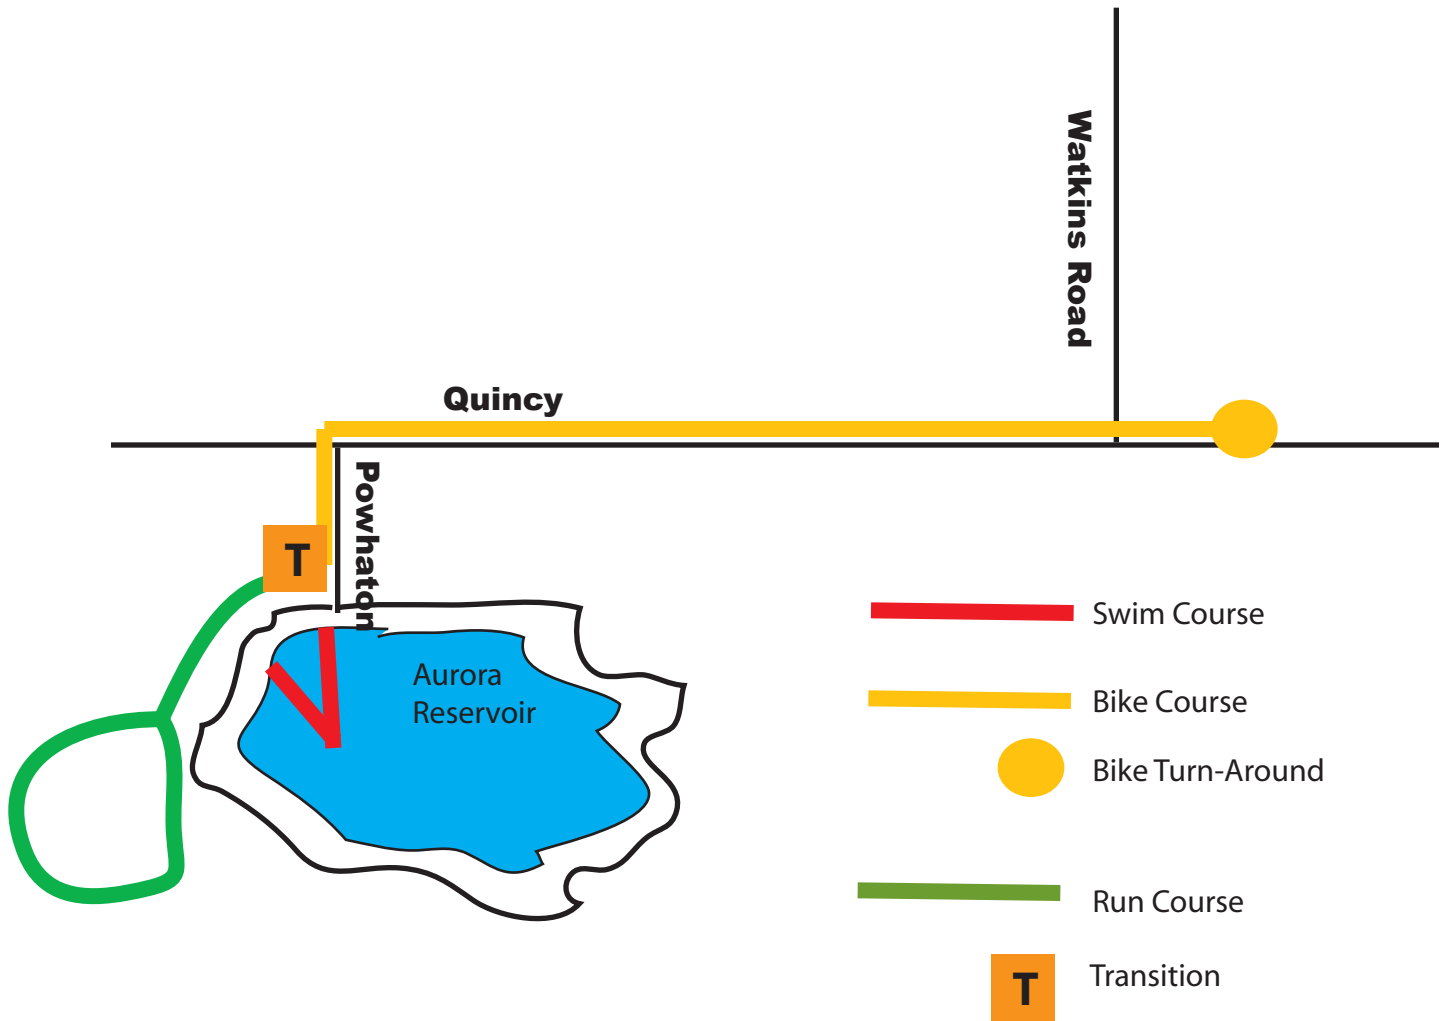 Watkins Road
Quincy
Powhaton
T
Aurora
Reservoir
Swim Course
Bike Course
Bike Turn-Around
Run Course
T
Transition